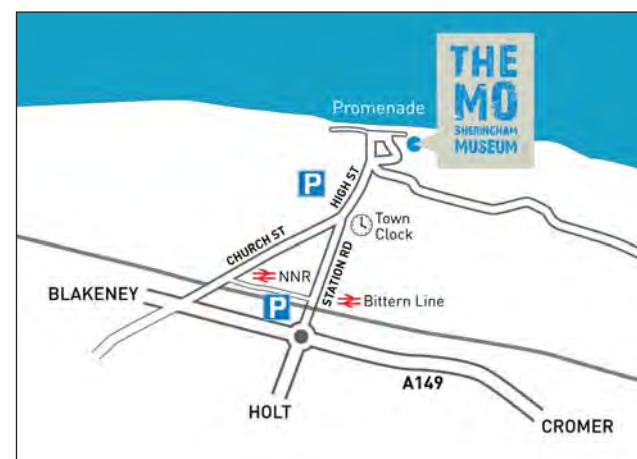 THE
MO
SHERINGHAM
MUSEUM
Promenade
P
HIGH ST
Town
Clock
CHURCH ST
STATION RD
NNR
BLAKENEY
P
Bittern Line
A149
HOLT
CROMER